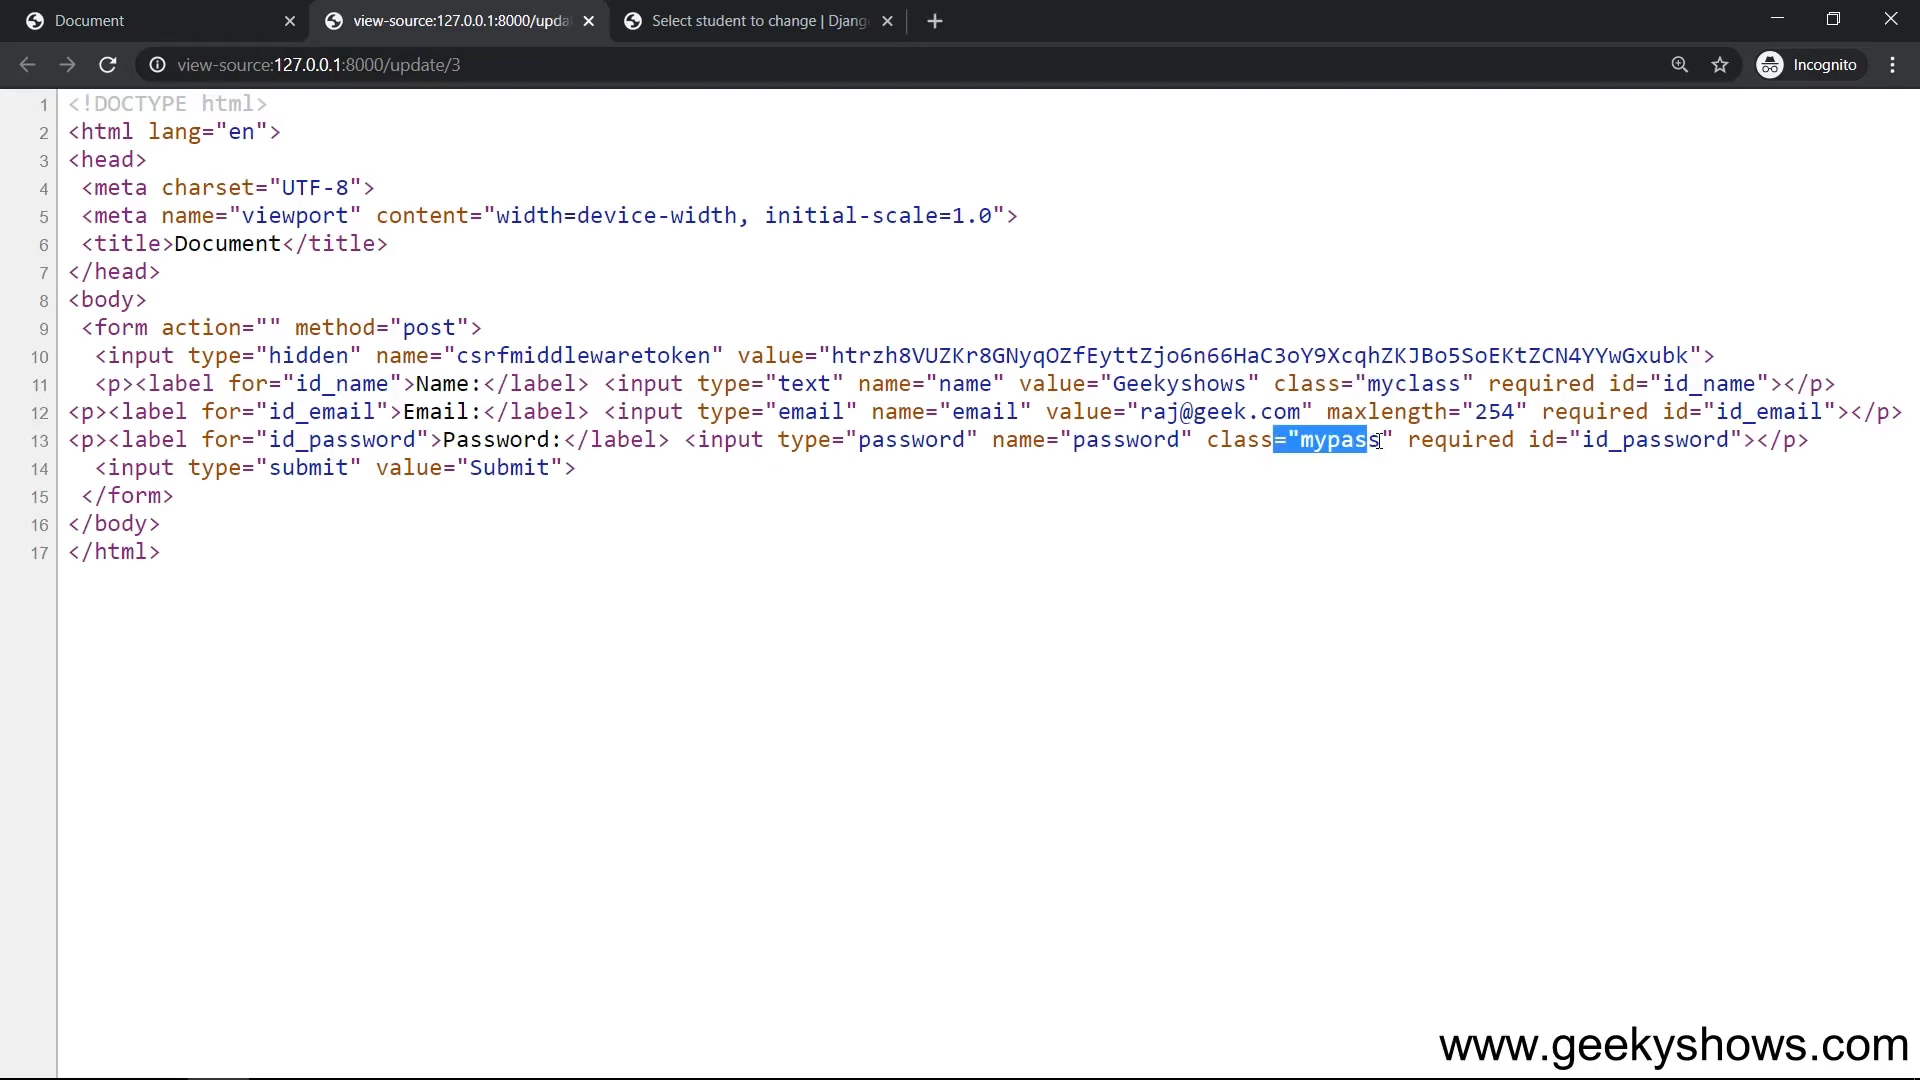 Document
view-source:127.0.0.1:8000/upda
Select student to change | Djang
view-source:127.0.0.1:8000/update/3
Incognito
1 <!DOCTYPE html>
2 <html lang="en">
3 <head>
4 <meta charset="UTF-8">
5 <meta name="viewport" content="width=device-width, initial-scale=1.0">
6 <title>Document</title>
7 </head>
8 <body>
9 <form action="" method="post">
10 <input type="hidden" name="csrfmiddlewaretoken" value="htrzh8VUZKr8GNyqOZfEyttZjo6n66HaC3oY9XcqhZKJBo5SoEKtZCN4YYwGxubk">
11 <p><label for="id_name">Name:</label> <input type="text" name="name" value="Geekyshows" class="myclass" required id="id_name"></p>
12 <p><label for="id_email">Email:</label> <input type="email" name="email" value="raj@geek.com" maxlength="254" required id="id_email"></p>
13 <p><label for="id_password">Password:</label> <input type="password" name="password" class="mypass" required id="id_password"></p>
14 <input type="submit" value="Submit">
15 </form>
16 </body>
17 </html>
www.geekyshows.com